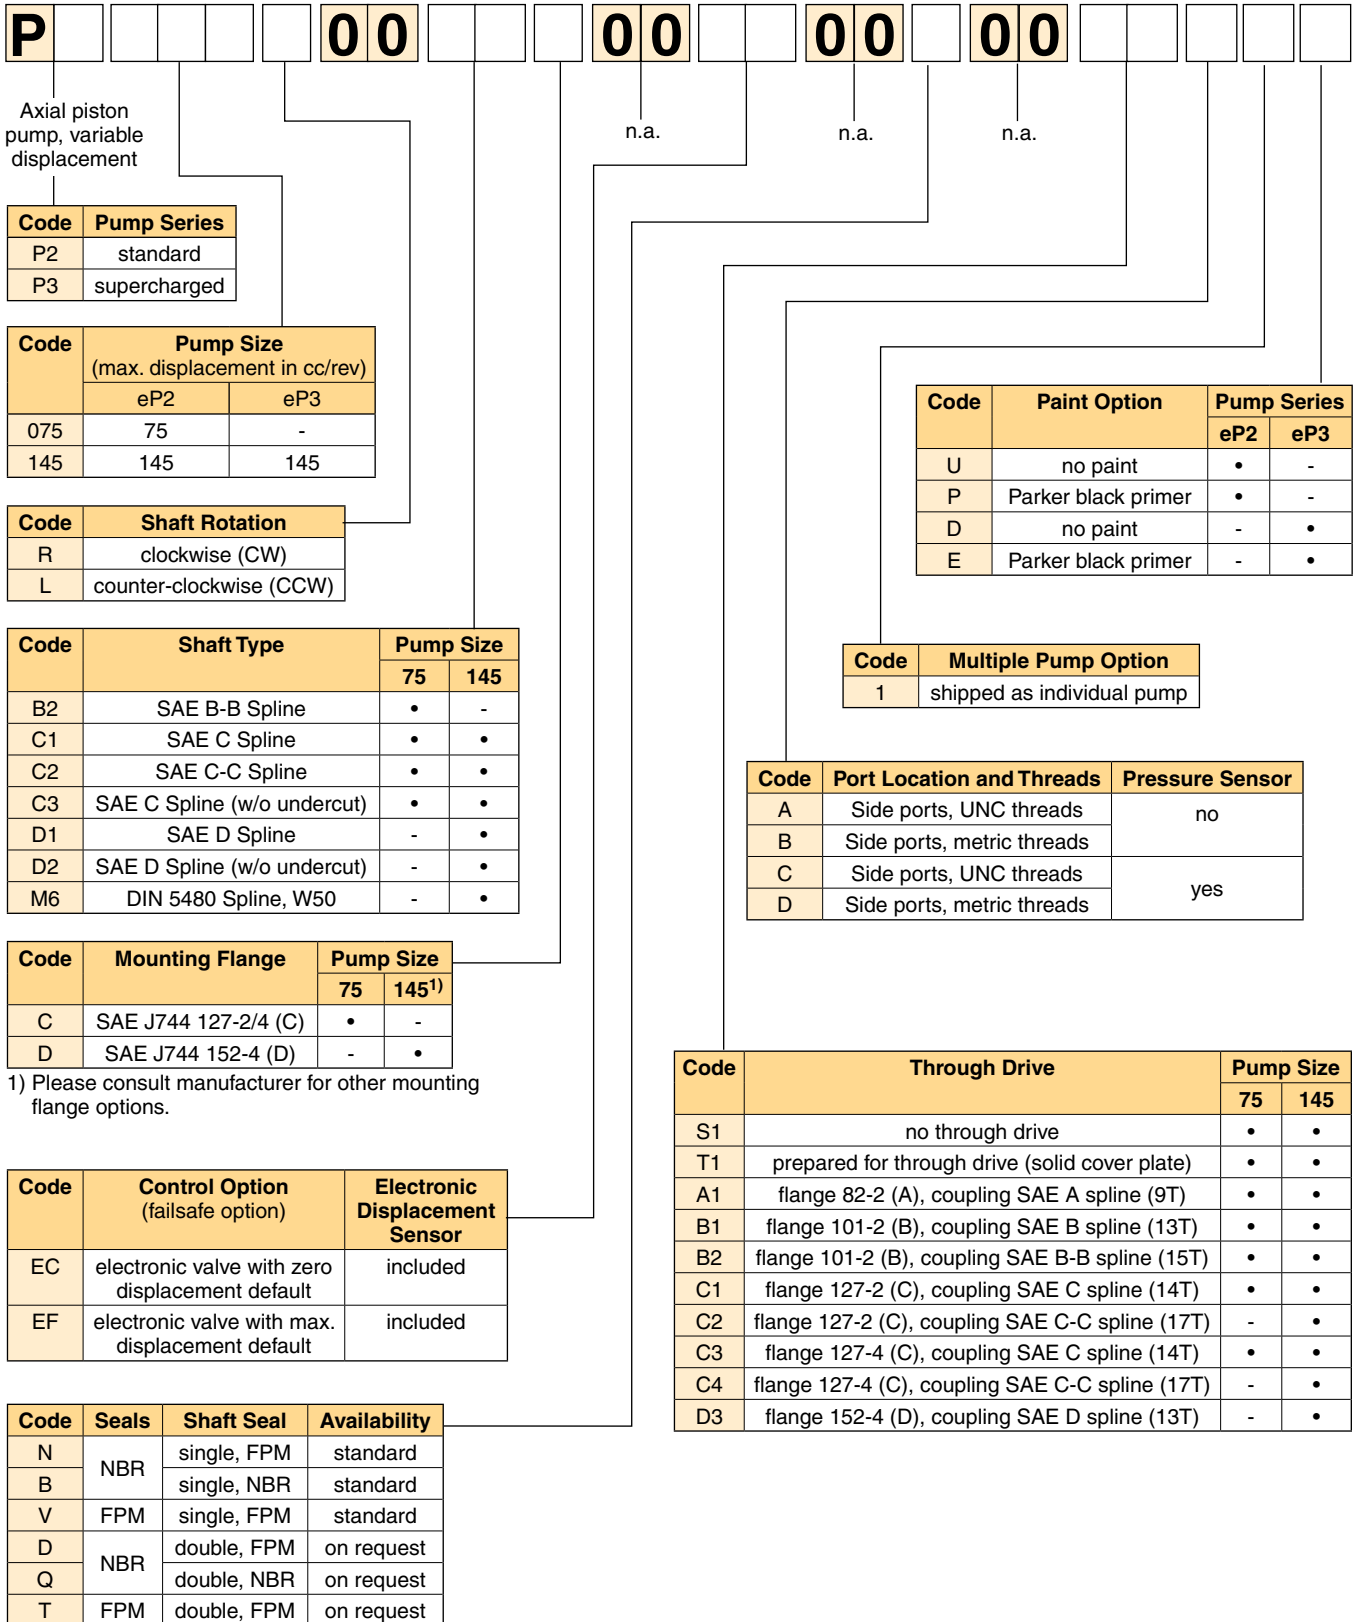 P 00 00 00 00
Axial piston
pump, variable
displacement
n.a. n.a. n.a.
Code Pump Series
P2 standard
P3 supercharged
Code Pump Size
(max. displacement in cc/rev)
eP2 eP3
075 75 -
145 145 145
Code Shaft Rotation
R clockwise (CW)
L counter-clockwise (CCW)
Code Shaft Type Pump Size
75 145
B2 SAE B-B Spline • -
C1 SAE C Spline • •
C2 SAE C-C Spline • •
C3 SAE C Spline (w/o undercut) • •
D1 SAE D Spline - •
D2 SAE D Spline (w/o undercut) - •
M6 DIN 5480 Spline, W50 - •
Code Mounting Flange Pump Size
75 145¹⁾
C SAE J744 127-2/4 (C) • -
D SAE J744 152-4 (D) - •
1) Please consult manufacturer for other mounting
flange options.
Code Control Option Electronic
(failsafe option) Displacement
Sensor
EC electronic valve with zero included
displacement default
EF electronic valve with max. included
displacement default
Code Seals Shaft Seal Availability
N NBR single, FPM standard
B single, NBR standard
V FPM single, FPM standard
D NBR double, FPM on request
Q double, NBR on request
T FPM double, FPM on request
Code Paint Option Pump Series
eP2 eP3
U no paint • -
P Parker black primer • -
D no paint - •
E Parker black primer - •
Code Multiple Pump Option
1 shipped as individual pump
Code Port Location and Threads Pressure Sensor
A Side ports, UNC threads no
B Side ports, metric threads
C Side ports, UNC threads yes
D Side ports, metric threads
Code Through Drive Pump Size
75 145
S1 no through drive • •
T1 prepared for through drive (solid cover plate) • •
A1 flange 82-2 (A), coupling SAE A spline (9T) • •
B1 flange 101-2 (B), coupling SAE B spline (13T) • •
B2 flange 101-2 (B), coupling SAE B-B spline (15T) • •
C1 flange 127-2 (C), coupling SAE C spline (14T) • •
C2 flange 127-2 (C), coupling SAE C-C spline (17T) - •
C3 flange 127-4 (C), coupling SAE C spline (14T) • •
C4 flange 127-4 (C), coupling SAE C-C spline (17T) - •
D3 flange 152-4 (D), coupling SAE D spline (13T) - •